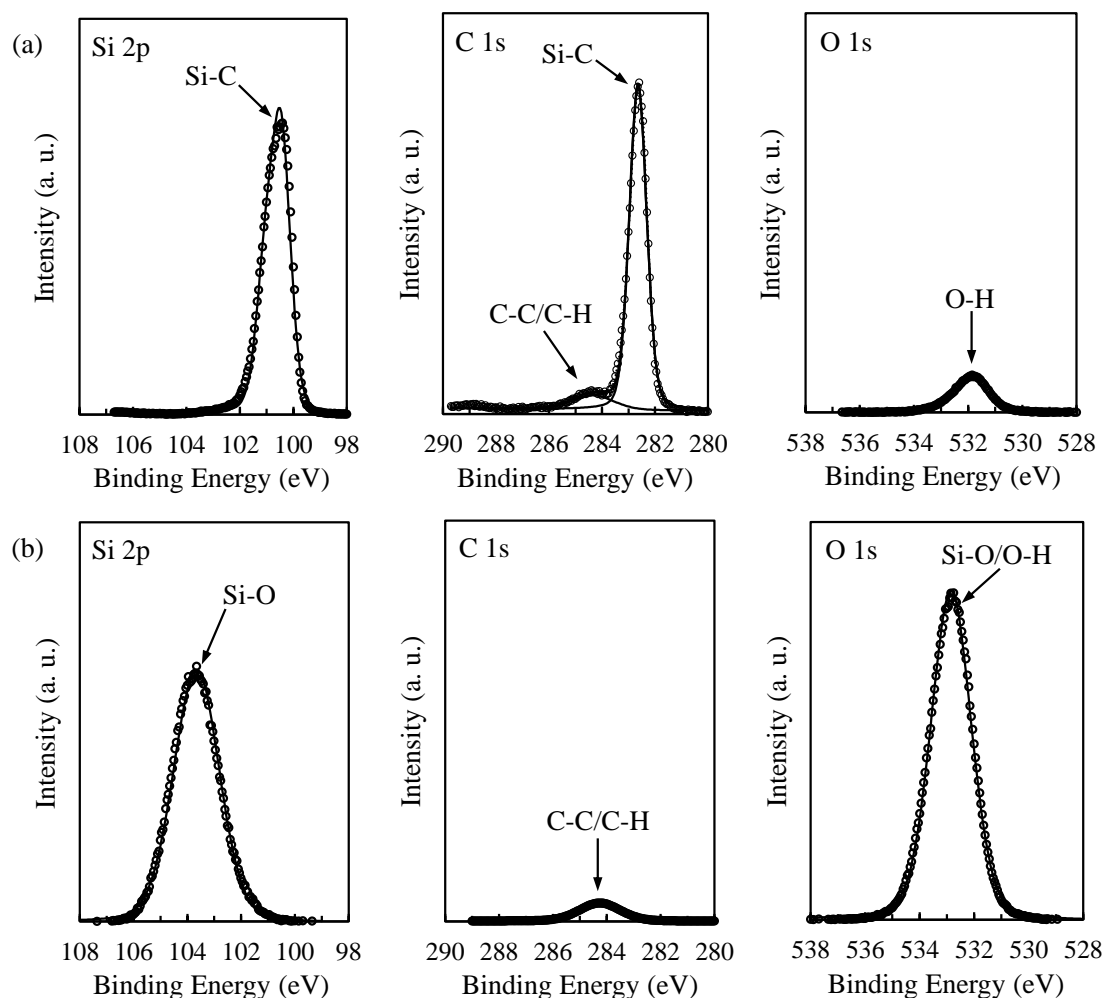 (a)
Si 2p
Si-C
Intensity (a. u.)
108 106 104 102 100 98
Binding Energy (eV)
C 1s
Si-C
C-C/C-H
Intensity (a. u.)
290 288 286 284 282 280
Binding Energy (eV)
O 1s
O-H
Intensity (a. u.)
538 536 534 532 530 528
Binding Energy (eV)
(b)
Si 2p
Si-O
Intensity (a. u.)
108 106 104 102 100 98
Binding Energy (eV)
C 1s
C-C/C-H
Intensity (a. u.)
290 288 286 284 282 280
Binding Energy (eV)
O 1s
Si-O/O-H
Intensity (a. u.)
538 536 534 532 530 528
Binding Energy (eV)